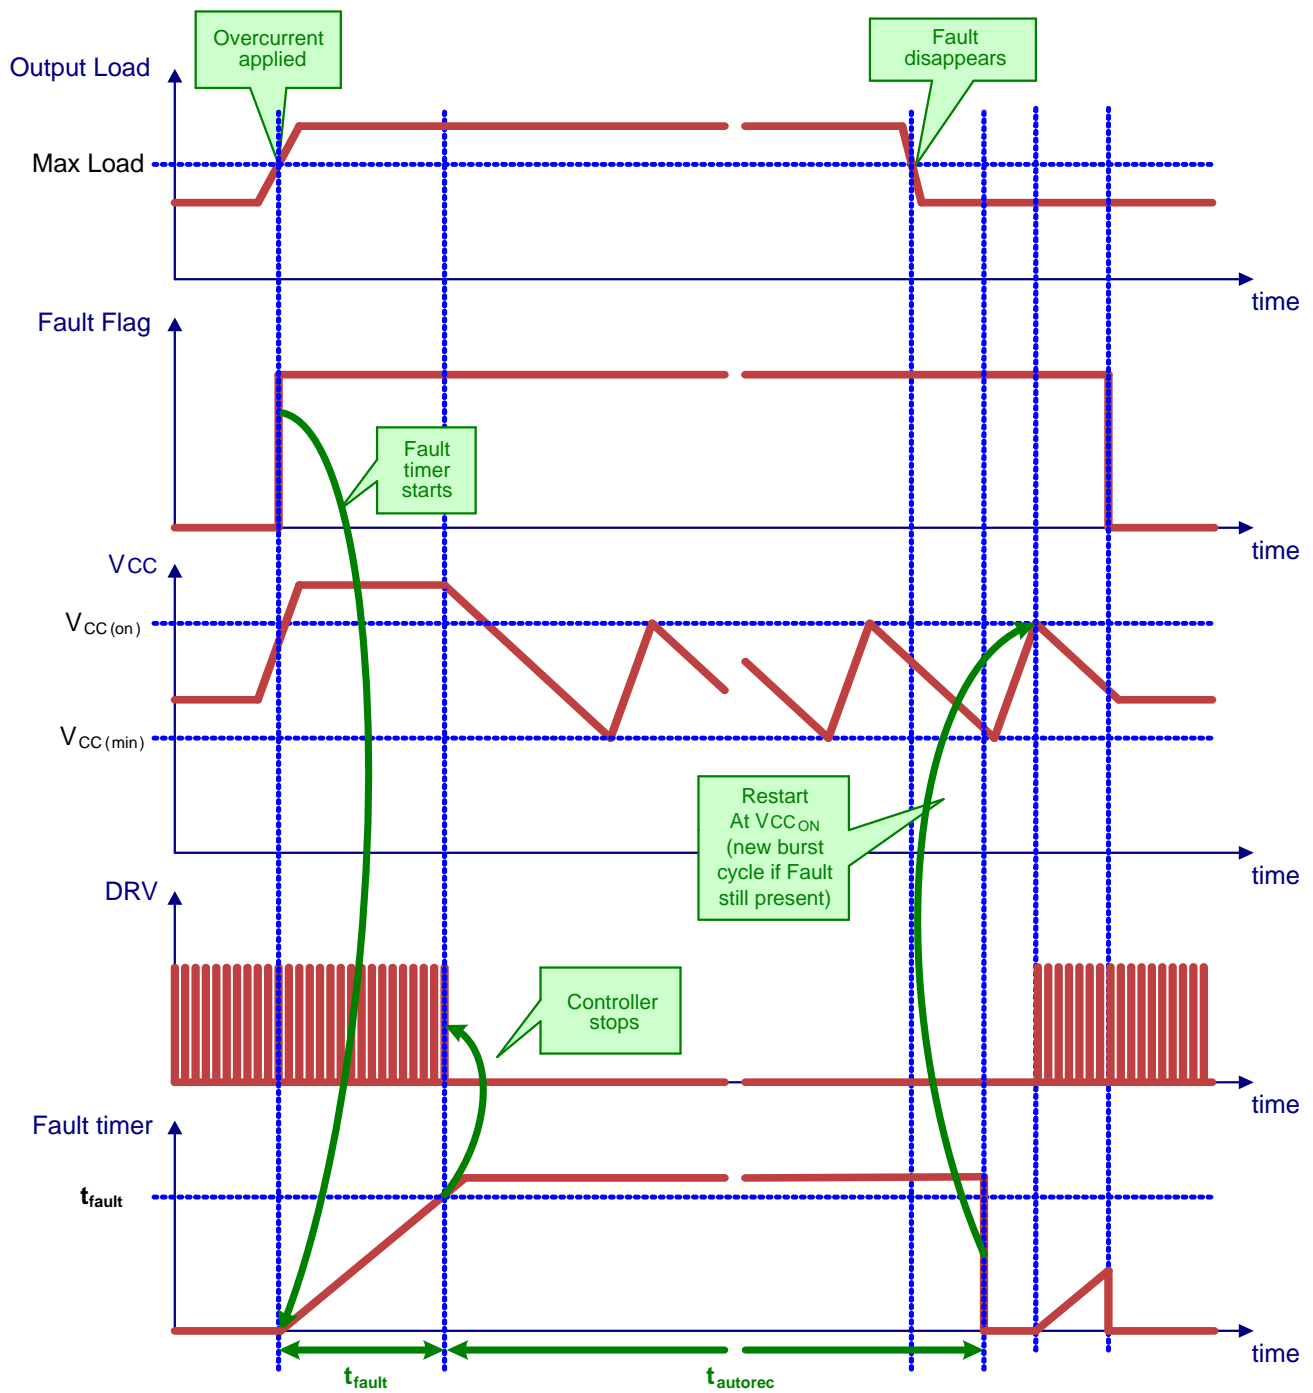 Overcurrent
applied
Fault
disappears
Output Load
Max Load
time
Fault Flag
Fault
timer
starts
time
VCC
VCC(on)
VCC(min)
Restart
At VCCON
(new burst
cycle if Fault
still present)
time
DRV
Controller
stops
time
Fault timer
tfault
time
tfault
tautorec